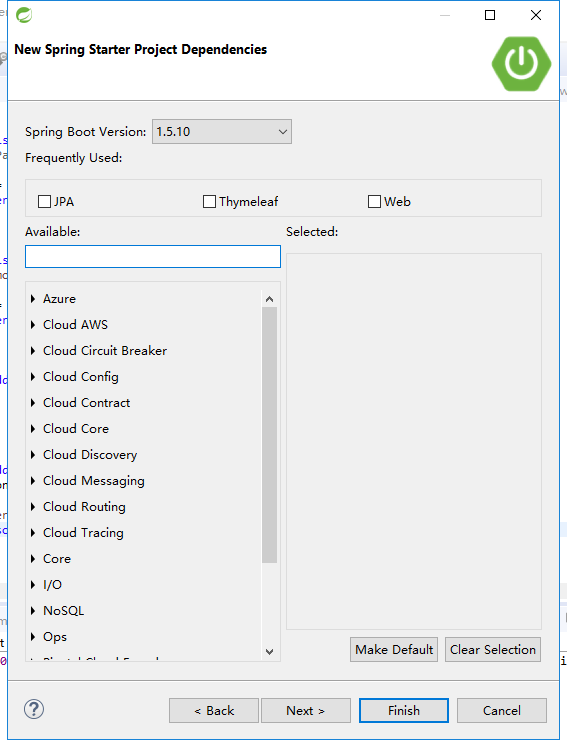 New Spring Starter Project Dependencies
Spring Boot Version: 1.5.10
Frequently Used:
JPA Thymeleaf Web
Available: Selected:
Azure
Cloud AWS
Cloud Circuit Breaker
Cloud Config
Cloud Contract
Cloud Core
Cloud Discovery
Cloud Messaging
Cloud Routing
Cloud Tracing
Core
I/O
NoSQL
Ops
Make Default Clear Selection
? < Back Next > Finish Cancel